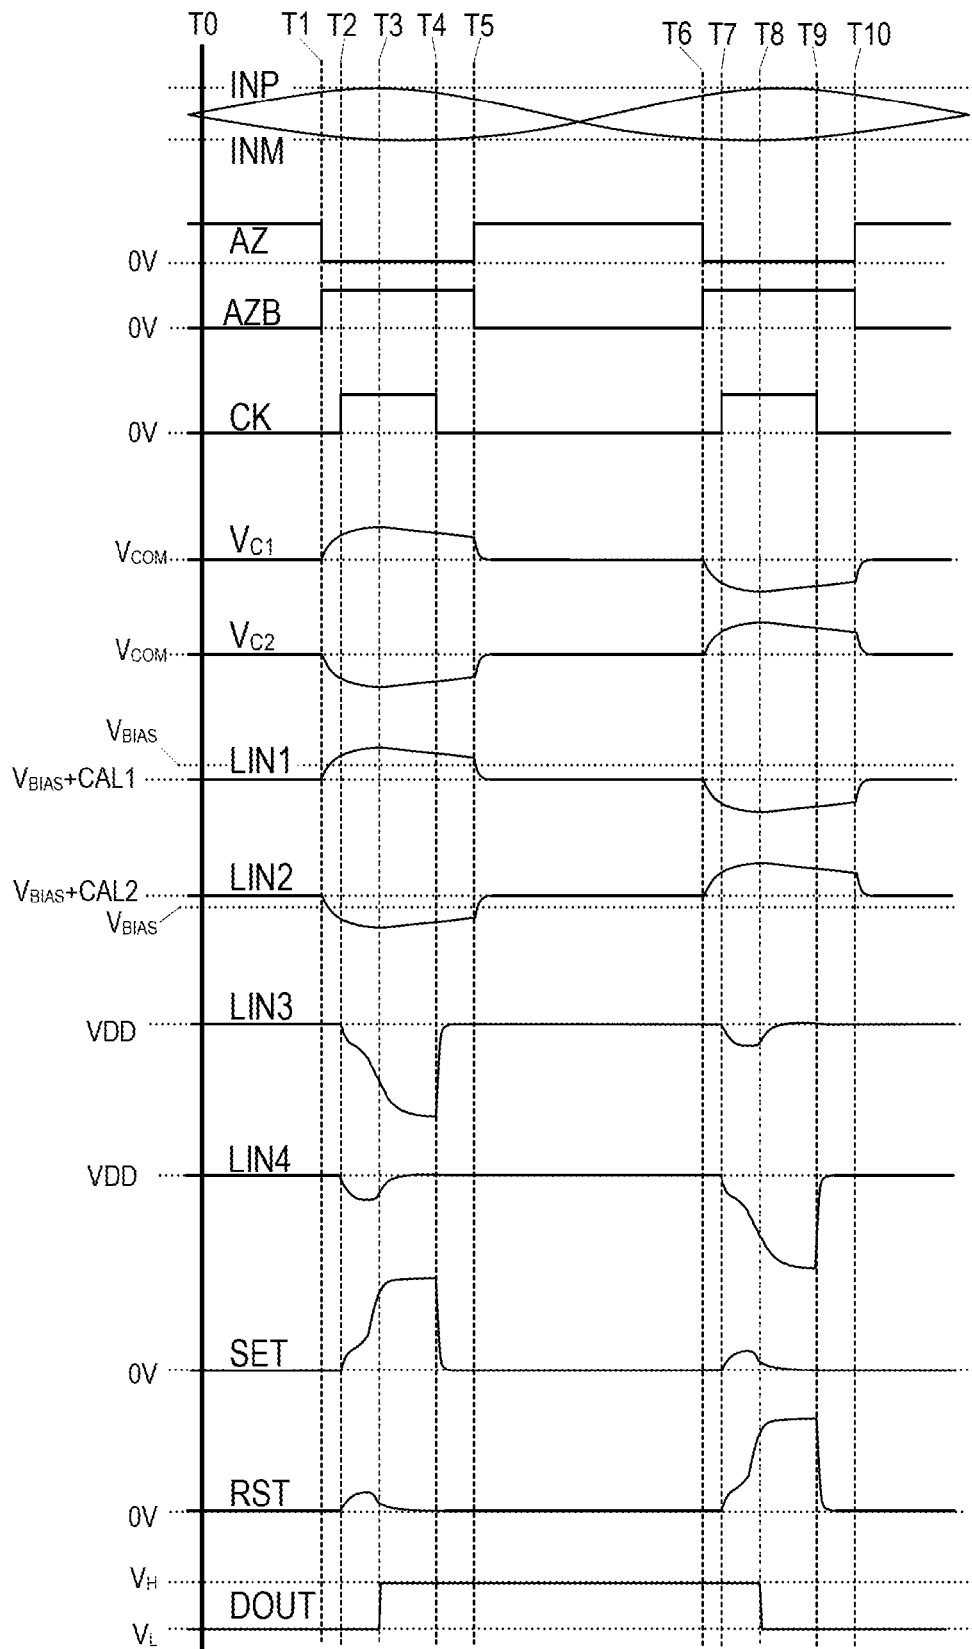 T0 T1 T2 T3 T4 T5 T6 T7 T8 T9 T10
INP
INM
AZ
0V
AZB
0V
CK
0V
VC1
VCOM
VC2
VCOM
VBIAS
LIN1
VBIAS+CAL1
LIN2
VBIAS+CAL2
VBIAS
LIN3
VDD
LIN4
VDD
SET
0V
RST
0V
VH
DOUT
VL